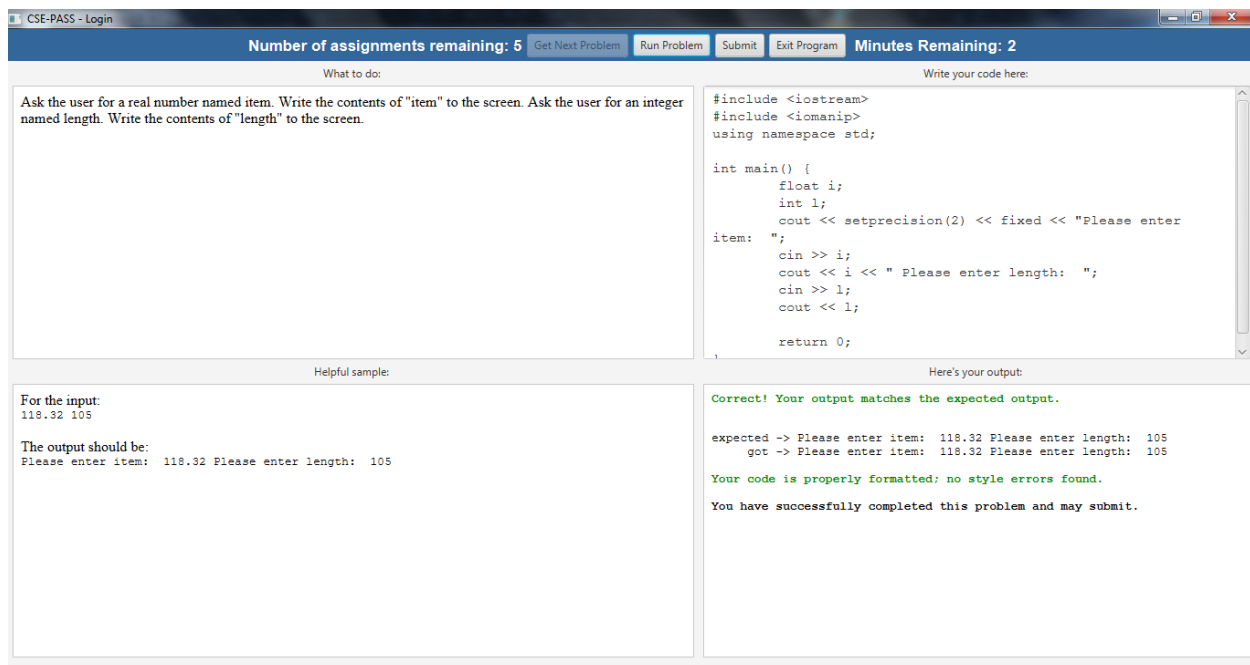 CSE-PASS - Login
Number of assignments remaining: 5 Get Next Problem Run Problem Submit Exit Program Minutes Remaining: 2
What to do:
Ask the user for a real number named item. Write the contents of "item" to the screen. Ask the user for an integer
named length. Write the contents of "length" to the screen.
Write your code here:
#include <iostream>
#include <iomanip>
using namespace std;
int main() {
float i;
int l;
cout << setprecision(2) << fixed << "Please enter
item:  ";
cin >> i;
cout << i << " Please enter length:  ";
cin >> l;
cout << l;
return 0;
Helpful sample:
For the input:
118.32 105
The output should be:
Please enter item:  118.32 Please enter length:  105
Here's your output:
Correct! Your output matches the expected output.
expected -> Please enter item:  118.32 Please enter length:  105
got -> Please enter item:  118.32 Please enter length:  105
Your code is properly formatted; no style errors found.
You have successfully completed this problem and may submit.